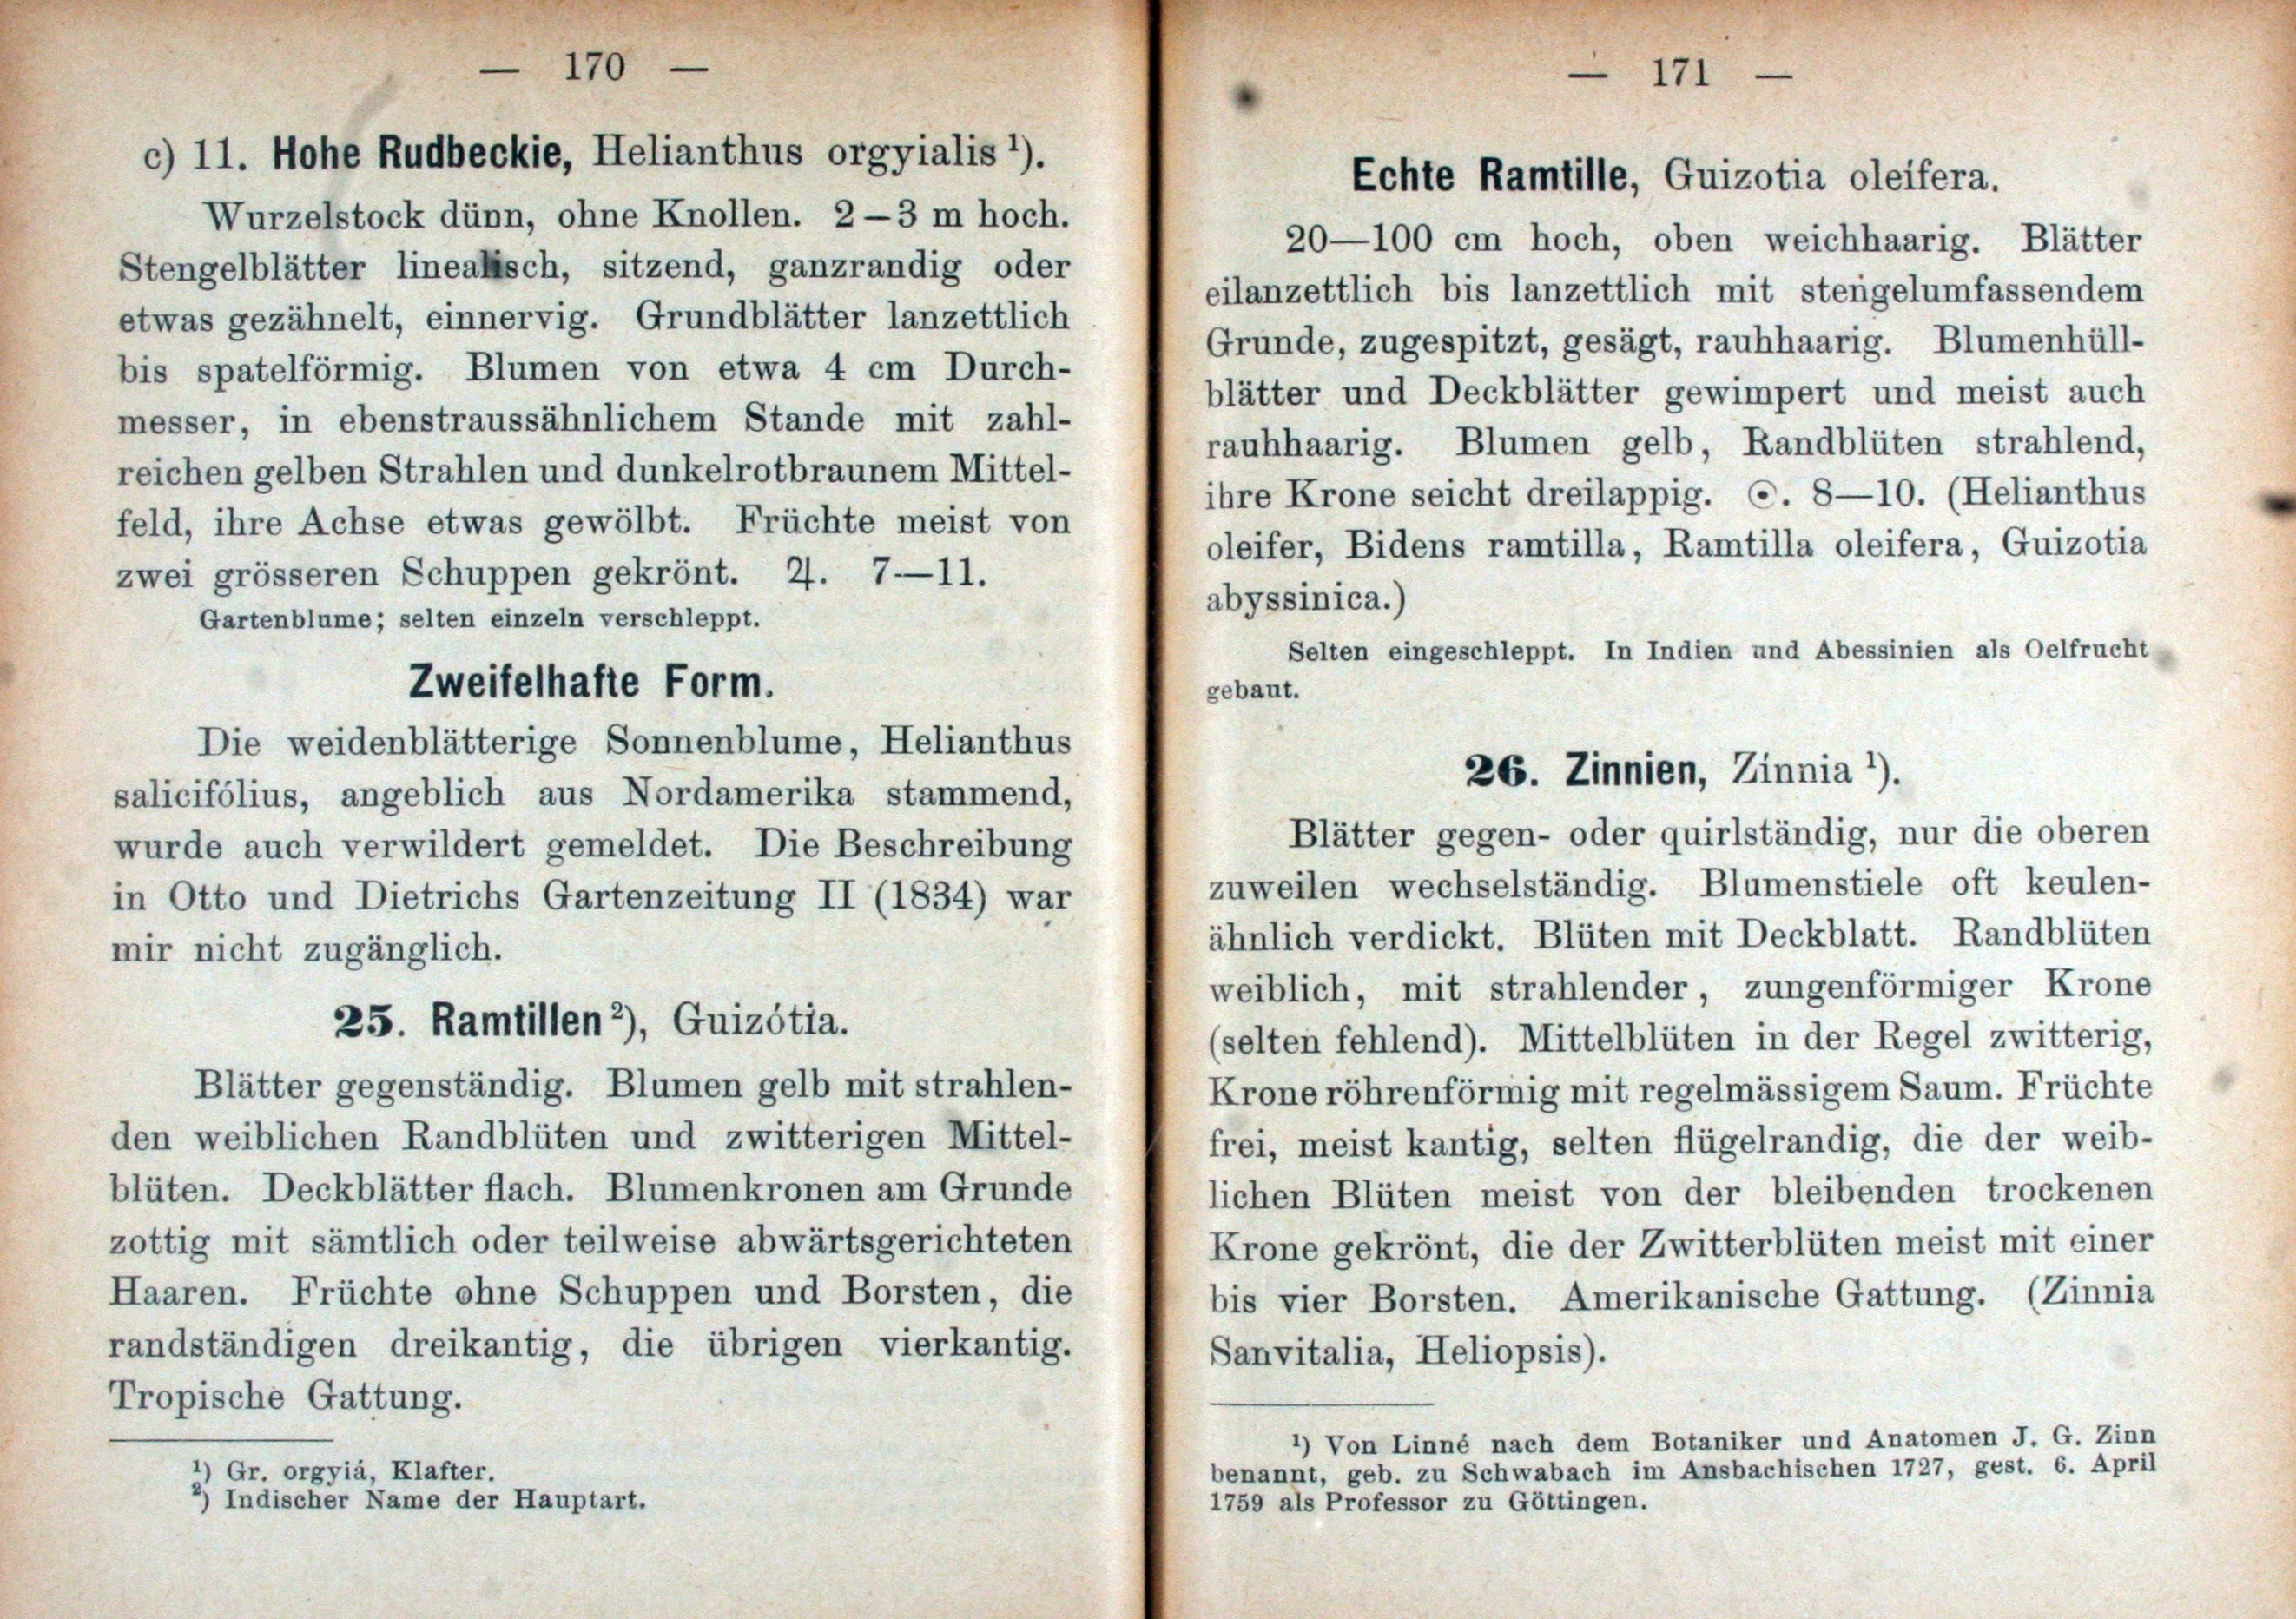 — 170 —
c) 11. Hohe Rudbeckie, Helianthus orgyialis ¹).
Wurzelstock dünn, ohne Knollen. 2—3 m hoch.
Stengelblätter linealisch, sitzend, ganzrandig oder
etwas gezähnelt, einnervig. Grundblätter lanzettlich
bis spatelförmig. Blumen von etwa 4 cm Durch-
messer, in ebenstraussähnlichem Stande mit zahl-
reichen gelben Strahlen und dunkelrotbraunem Mittel-
feld, ihre Achse etwas gewölbt. Früchte meist von
zwei grösseren Schuppen gekrönt. ♃. 7—11.
Gartenblume; selten einzeln verschleppt.
Zweifelhafte Form.
Die weidenblätterige Sonnenblume, Helianthus
salicifólius, angeblich aus Nordamerika stammend,
wurde auch verwildert gemeldet. Die Beschreibung
in Otto und Dietrichs Gartenzeitung II (1834) war
mir nicht zugänglich.
25. Ramtillen ²), Guizótia.
Blätter gegenständig. Blumen gelb mit strahlen-
den weiblichen Randblüten und zwitterigen Mittel-
blüten. Deckblätter flach. Blumenkronen am Grunde
zottig mit sämtlich oder teilweise abwärtsgerichteten
Haaren. Früchte ohne Schuppen und Borsten, die
randständigen dreikantig, die übrigen vierkantig.
Tropische Gattung.
¹) Gr. orgyiá, Klafter.
²) Indischer Name der Hauptart.
— 171 —
Echte Ramtille, Guizotia oleifera.
20—100 cm hoch, oben weichhaarig. Blätter
eilanzettlich bis lanzettlich mit stengelumfassendem
Grunde, zugespitzt, gesägt, rauhhaarig. Blumenhüll-
blätter und Deckblätter gewimpert und meist auch
rauhhaarig. Blumen gelb, Randblüten strahlend,
ihre Krone seicht dreilappig. ⊙. 8—10. (Helianthus
oleifer, Bidens ramtilla, Ramtilla oleifera, Guizotia
abyssinica.)
Selten eingeschleppt. In Indien und Abessinien als Oelfrucht
gebaut.
26. Zinnien, Zinnia ¹).
Blätter gegen- oder quirlständig, nur die oberen
zuweilen wechselständig. Blumenstiele oft keulen-
ähnlich verdickt. Blüten mit Deckblatt. Randblüten
weiblich, mit strahlender, zungenförmiger Krone
(selten fehlend). Mittelblüten in der Regel zwitterig,
Krone röhrenförmig mit regelmässigem Saum. Früchte
frei, meist kantig, selten flügelrandig, die der weib-
lichen Blüten meist von der bleibenden trockenen
Krone gekrönt, die der Zwitterblüten meist mit einer
bis vier Borsten. Amerikanische Gattung. (Zinnia
Sanvitalia, Heliopsis).
¹) Von Linné nach dem Botaniker und Anatomen J. G. Zinn
benannt, geb. zu Schwabach im Ansbachischen 1727, gest. 6. April
1759 als Professor zu Göttingen.